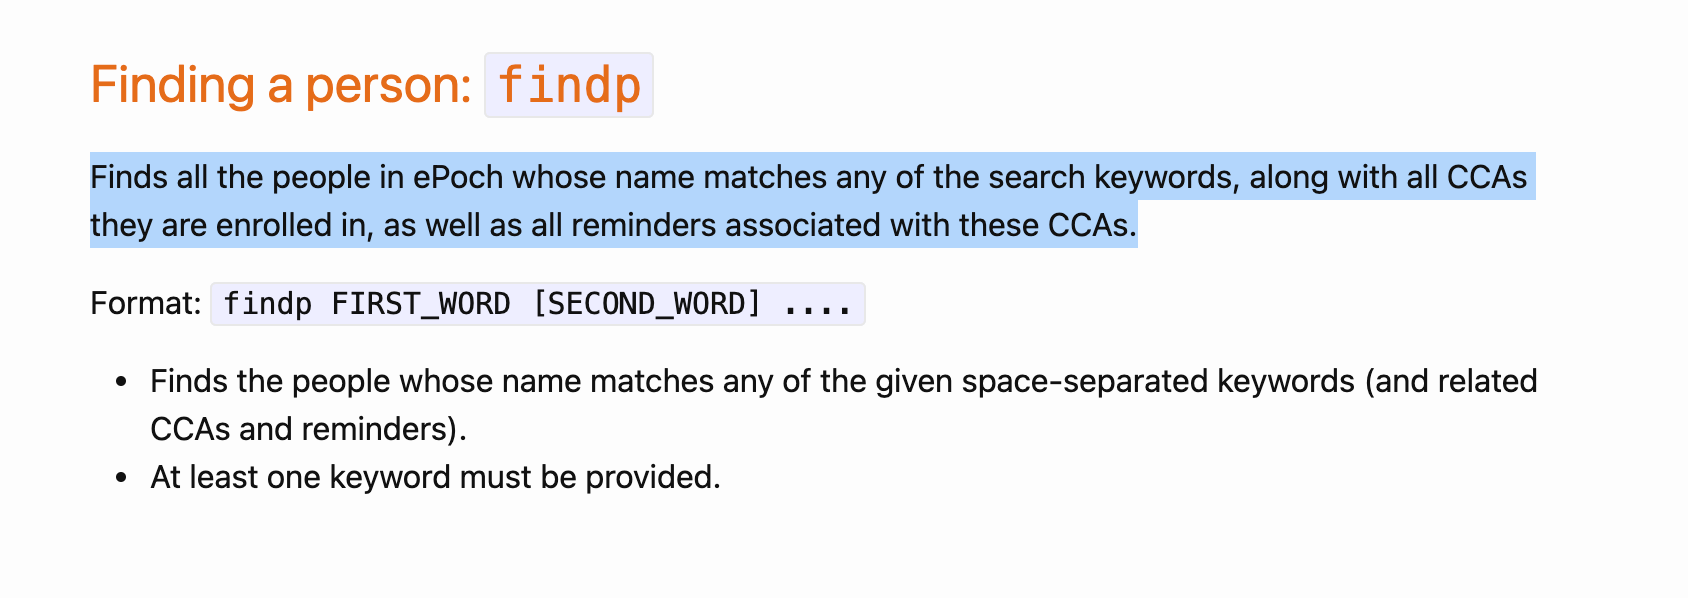 Finding a person: findp
Finds all the people in ePoch whose name matches any of the search keywords, along with all CCAs
they are enrolled in, as well as all reminders associated with these CCAs.
Format: findp FIRST_WORD [SECOND_WORD] ....
• Finds the people whose name matches any of the given space-separated keywords (and related
CCAs and reminders).
• At least one keyword must be provided.